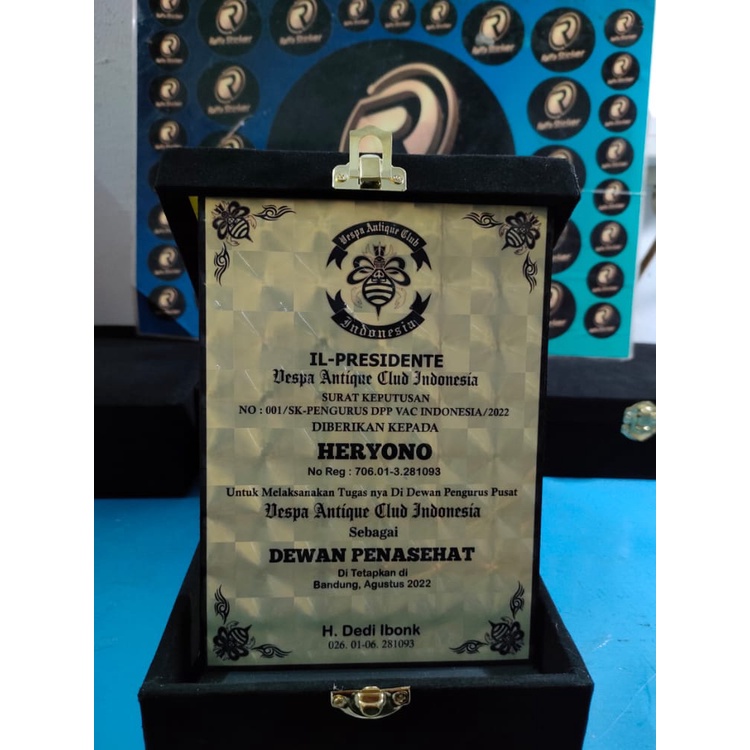 Vespa Antique Club
Indonesia
IL-PRESIDENTE
Vespa Antique Clud Indonesia
SURAT KEPUTUSAN
NO : 001/SK-PENGURUS DPP VAC INDONESIA/2022
DIBERIKAN KEPADA
HERYONO
No Reg : 706.01-3.281093
Untuk Melaksanakan Tugas nya Di Dewan Pengurus Pusat
Vespa Antique Clud Indonesia
Sebagai
DEWAN PENASEHAT
Di Tetapkan di
Bandung, Agustus 2022
H. Dedi Ibonk
026. 01-06. 281093